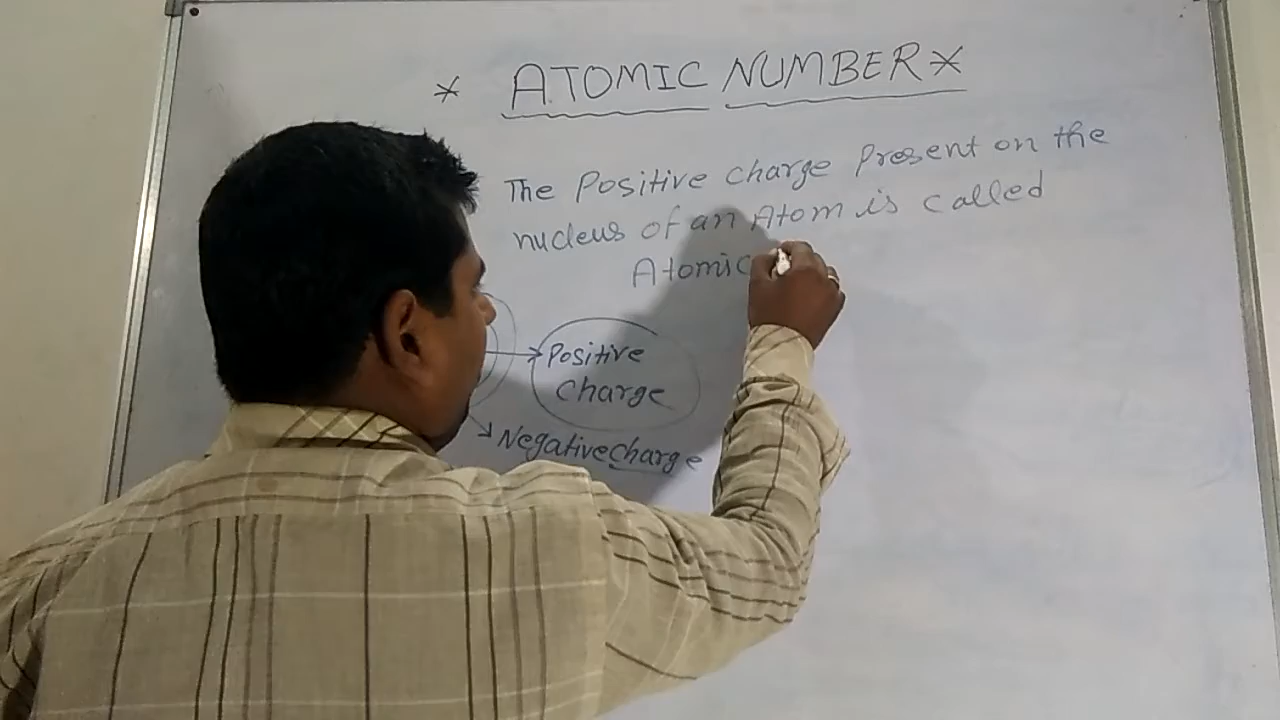 * ATOMIC NUMBER *
The Positive charge Present on the
nucleus of an Atom is called
Atomic
Positive
Charge
Negative charge